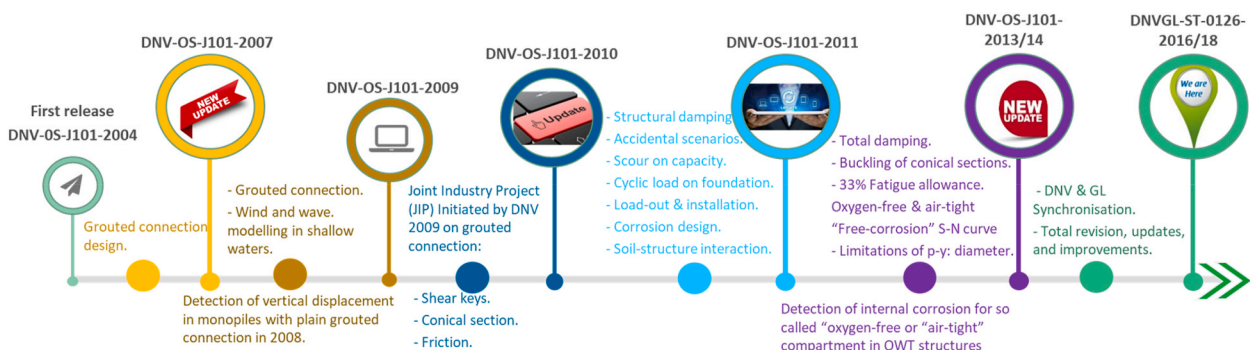 First release
DNV-0S-J101-2004
Grouted connection
design.
DNV-OS-J101-2007
NEW
UPDATE
- Grouted connection.
- Wind and wave.
modelling in shallow
waters.
Detection of vertical displacement
in monopiles with plain grouted
connection in 2008.
DNV-OS-J101-2009
Joint Industry Project
(JIP) Initiated by DNV
2009 on grouted
connection:
- Shear keys.
- Conical section.
- Friction.
DNV-OS-J101-2010
Update
- Structural damping
- Accidental scenarios.
- Scour on capacity.
- Cyclic load on foundation.
- Load-out & installation.
- Corrosion design.
- Soil-structure interaction.
DNV-OS-J101-2011
- Total damping.
- Buckling of conical sections.
- 33% Fatigue allowance.
Oxygen-free & air-tight
"Free-corrosion" S-N curve
- Limitations of p-y: diameter.
Detection of internal corrosion for so
called "oxygen-free or "air-tight"
compartment in OWT structures
DNV-OS-J101-
2013/14
NEW
UPDATE
- DNV & GL
Synchronisation.
- Total revision, updates,
and improvements.
DNVGL-ST-0126-
2016/18
We are
Here